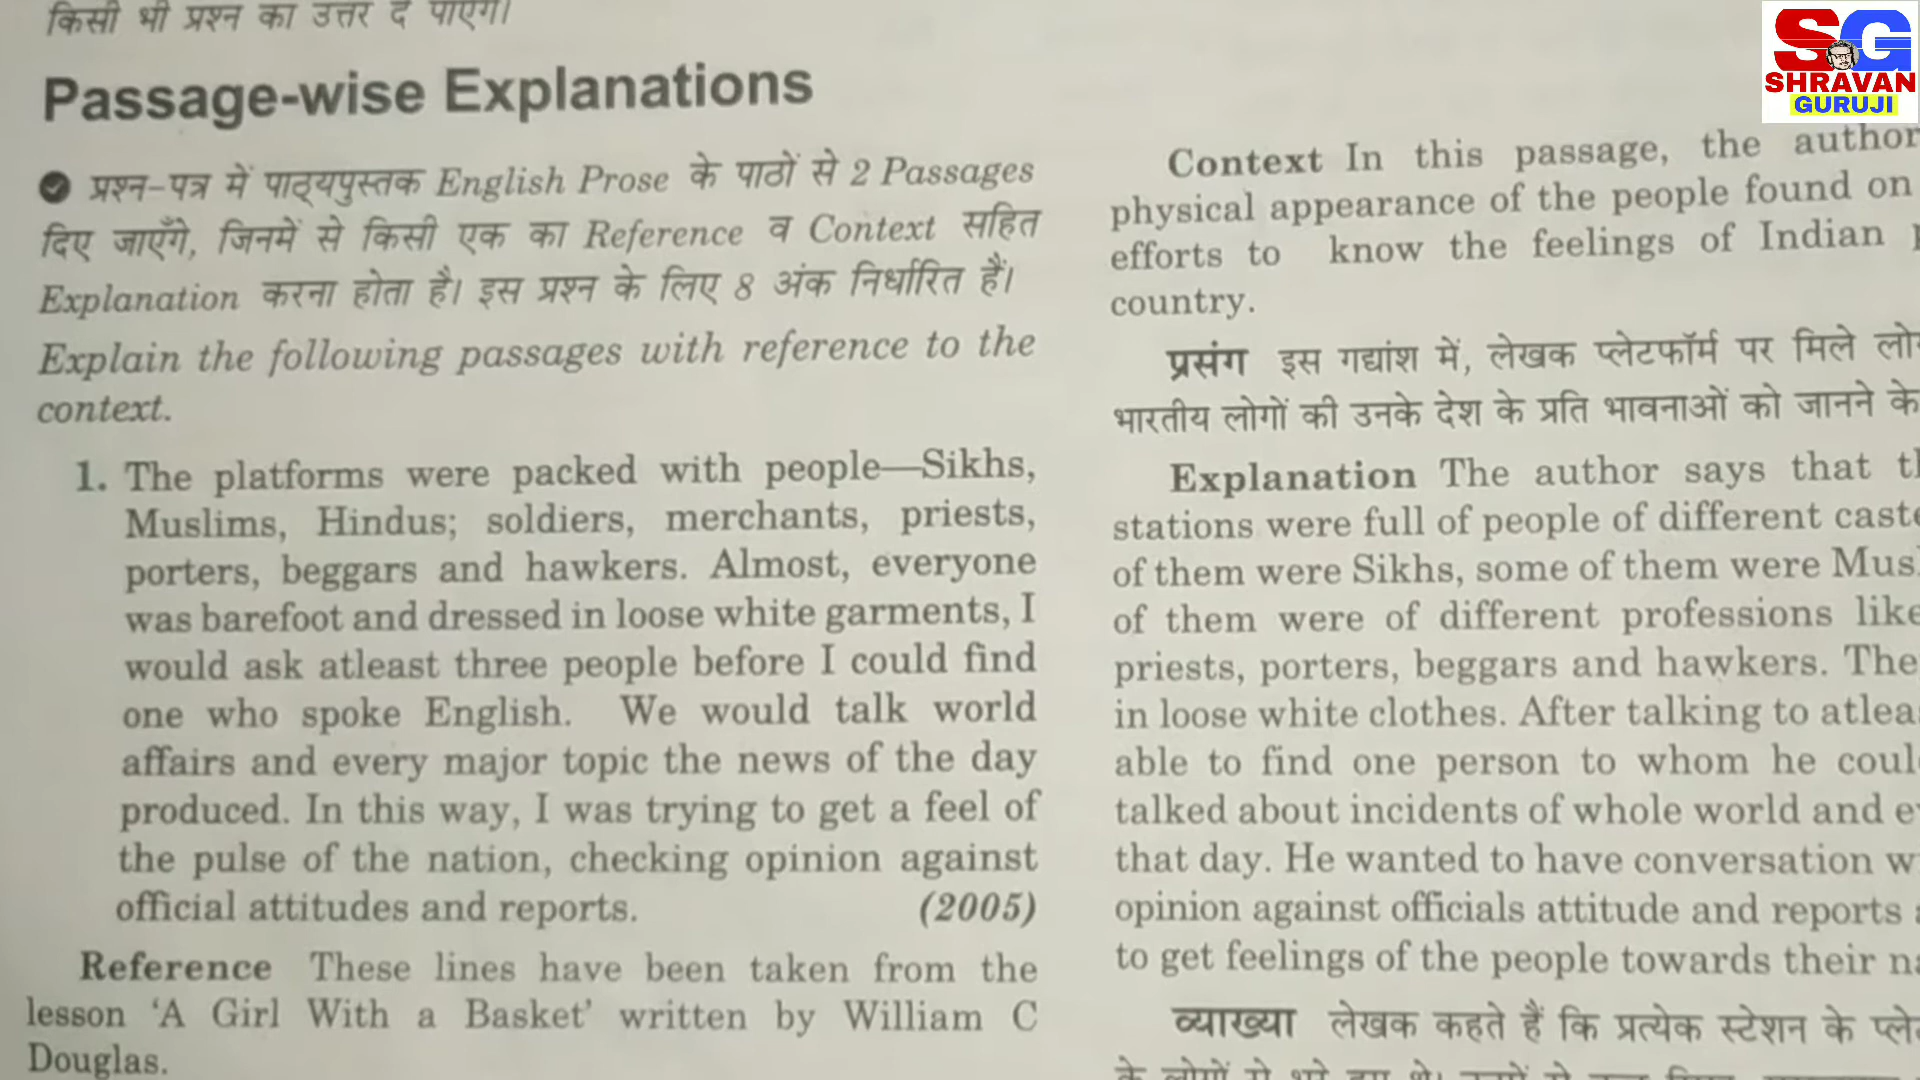 किसी भी प्रश्न का उत्तर दे पाएंगे।
Passage-wise Explanations
प्रश्न-पत्र में पाठ्यपुस्तक English Prose के पाठों से 2 Passages
दिए जाएँगे, जिनमें से किसी एक का Reference व Context सहित
Explanation करना होता है। इस प्रश्न के लिए 8 अंक निर्धारित हैं।
Explain the following passages with reference to the
context.
1. The platforms were packed with people—Sikhs,
Muslims, Hindus; soldiers, merchants, priests,
porters, beggars and hawkers. Almost, everyone
was barefoot and dressed in loose white garments, I
would ask atleast three people before I could find
one who spoke English. We would talk world
affairs and every major topic the news of the day
produced. In this way, I was trying to get a feel of
the pulse of the nation, checking opinion against
official attitudes and reports. (2005)
Reference These lines have been taken from the
lesson ‘A Girl With a Basket’ written by William C
Douglas.
Context In this passage, the author
physical appearance of the people found on
efforts to know the feelings of Indian
country.
प्रसंग इस गद्यांश में, लेखक प्लेटफॉर्म पर मिले
भारतीय लोगों की उनके देश के प्रति भावनाओं को जानने के
Explanation The author says that
stations were full of people of different
of them were Sikhs, some of them were
of them were of different professions like
priests, porters, beggars and hawkers.
in loose white clothes. After talking to
able to find one person to whom he
talked about incidents of whole world and
that day. He wanted to have conversation
opinion against officials attitude and reports
to get feelings of the people towards their
व्याख्या लेखक कहते हैं कि प्रत्येक स्टेशन के
SG
SHRAVAN
GURUJI